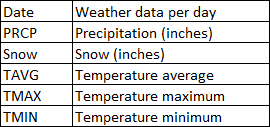 Date Weather data per day
PRCP Precipitation (inches)
Snow Snow (inches)
TAVG Temperature average
TMAX Temperature maximum
TMIN Temperature minimum